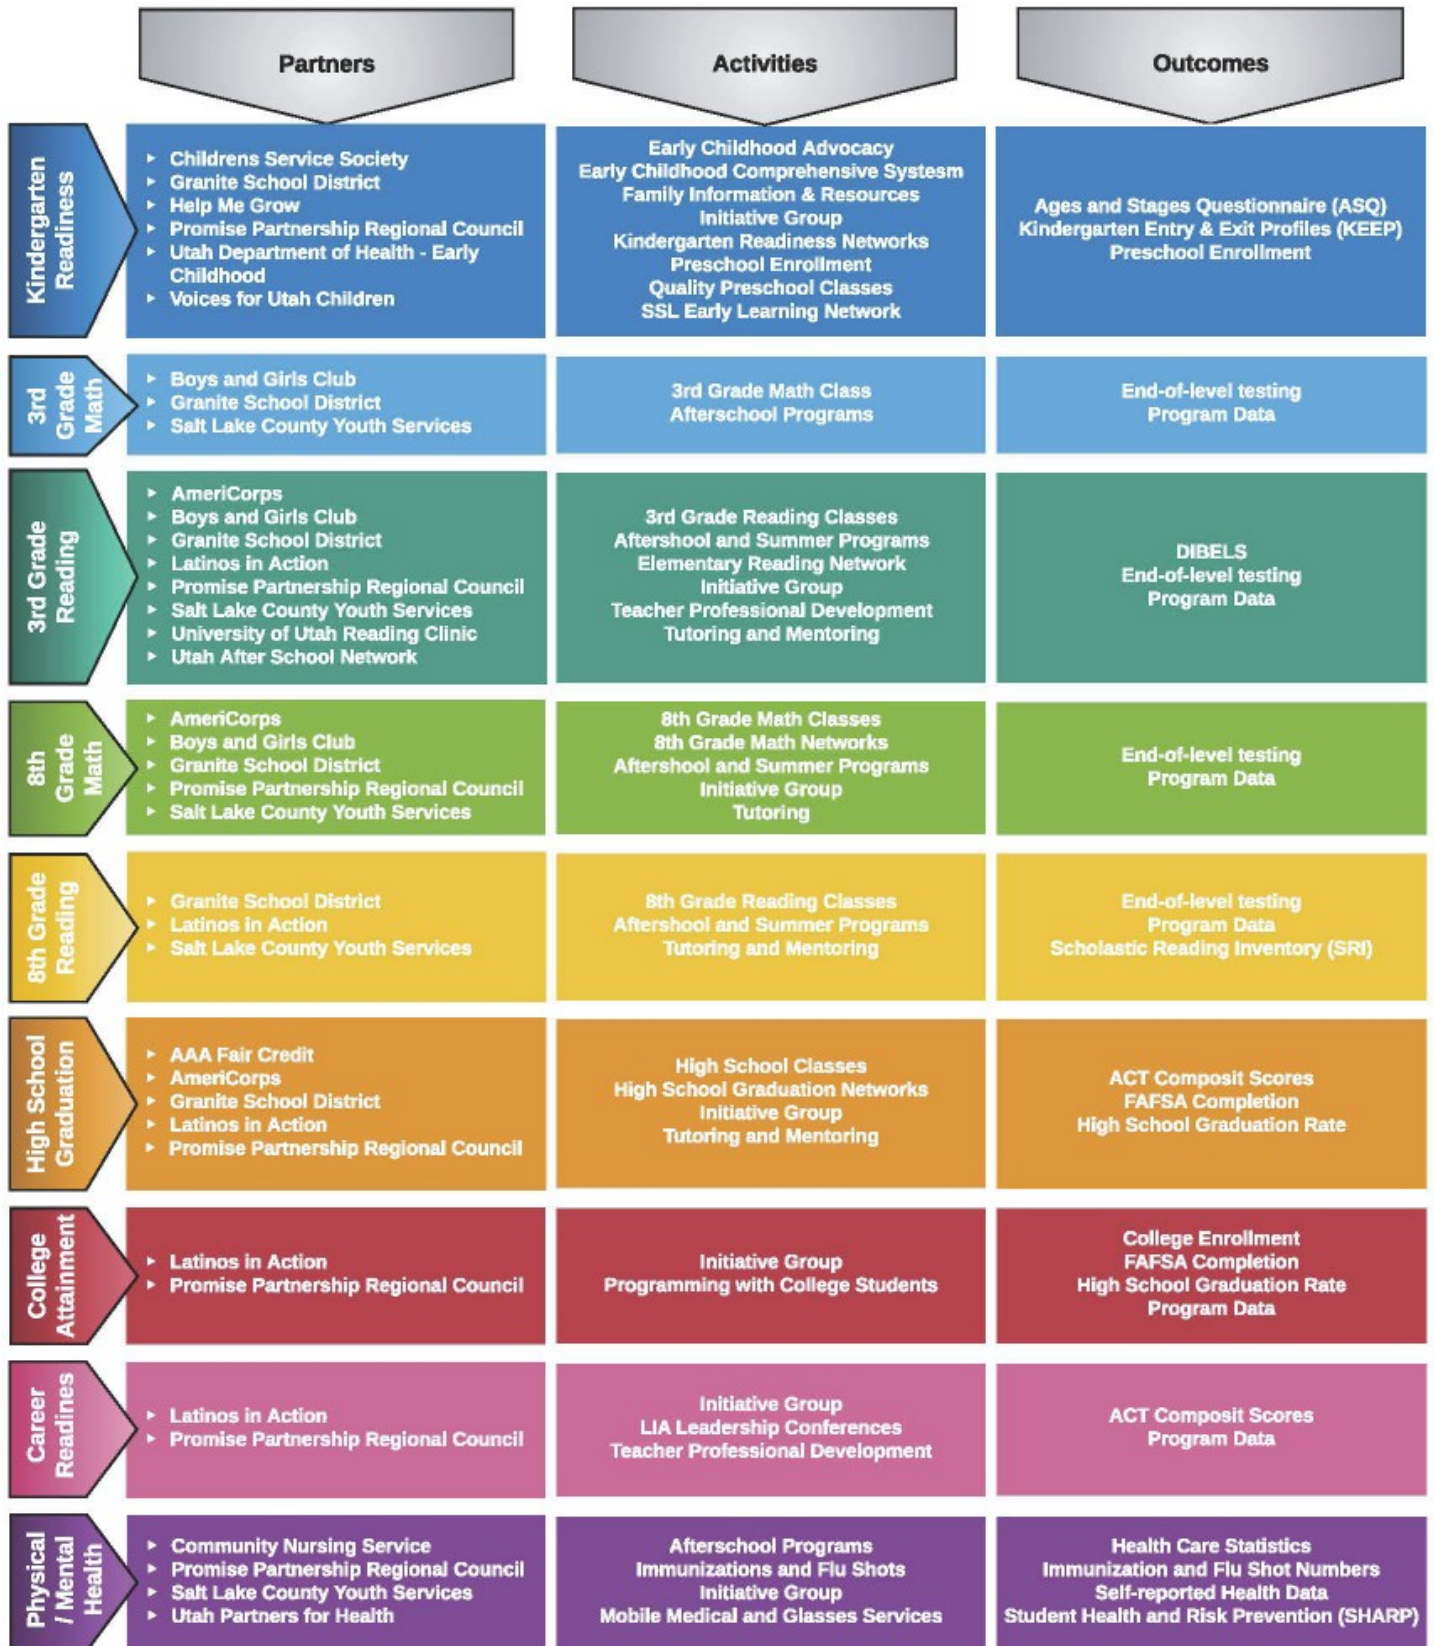 Partners
Activities
Outcomes
Kindergarten
Readiness
Childrens Service Society
Granite School District
Help Me Grow
Promise Partnership Regional Council
Utah Department of Health - Early
Childhood
Voices for Utah Children
Early Childhood Advocacy
Early Childhood Comprehensive Systesm
Family Information & Resources
Initiative Group
Kindergarten Readiness Networks
Preschool Enrollment
Quality Preschool Classes
SSL Early Learning Network
Ages and Stages Questionnaire (ASQ)
Kindergarten Entry & Exit Profiles (KEEP)
Preschool Enrollment
3rd
Grade
Math
Boys and Girls Club
Granite School District
Salt Lake County Youth Services
3rd Grade Math Class
Afterschool Programs
End-of-level testing
Program Data
3rd Grade
Reading
AmeriCorps
Boys and Girls Club
Granite School District
Latinos in Action
Promise Partnership Regional Council
Salt Lake County Youth Services
University of Utah Reading Clinic
Utah After School Network
3rd Grade Reading Classes
Aftershool and Summer Programs
Elementary Reading Network
Initiative Group
Teacher Professional Development
Tutoring and Mentoring
DIBELS
End-of-level testing
Program Data
8th
Grade
Math
AmeriCorps
Boys and Girls Club
Granite School District
Promise Partnership Regional Council
Salt Lake County Youth Services
8th Grade Math Classes
8th Grade Math Networks
Aftershool and Summer Programs
Initiative Group
Tutoring
End-of-level testing
Program Data
8th Grade
Reading
Granite School District
Latinos in Action
Salt Lake County Youth Services
8th Grade Reading Classes
Aftershool and Summer Programs
Tutoring and Mentoring
End-of-level testing
Program Data
Scholastic Reading Inventory (SRI)
High School
Graduation
AAA Fair Credit
AmeriCorps
Granite School District
Latinos in Action
Promise Partnership Regional Council
High School Classes
High School Graduation Networks
Initiative Group
Tutoring and Mentoring
ACT Composit Scores
FAFSA Completion
High School Graduation Rate
College
Attainment
Latinos in Action
Promise Partnership Regional Council
Initiative Group
Programming with College Students
College Enrollment
FAFSA Completion
High School Graduation Rate
Program Data
Career
Readines
Latinos in Action
Promise Partnership Regional Council
Initiative Group
LIA Leadership Conferences
Teacher Professional Development
ACT Composit Scores
Program Data
Physical
/ Mental
Health
Community Nursing Service
Promise Partnership Regional Council
Salt Lake County Youth Services
Utah Partners for Health
Afterschool Programs
Immunizations and Flu Shots
Initiative Group
Mobile Medical and Glasses Services
Health Care Statistics
Immunization and Flu Shot Numbers
Self-reported Health Data
Student Health and Risk Prevention (SHARP)